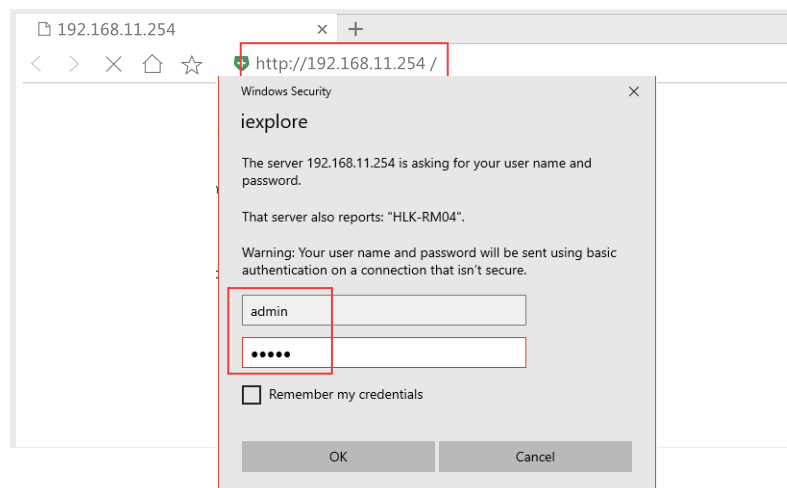 192.168.11.254
http://192.168.11.254 /
Windows Security
iexplore
The server 192.168.11.254 is asking for your user name and
password.
That server also reports: "HLK-RM04".
Warning: Your user name and password will be sent using basic
authentication on a connection that isn't secure.
admin
●●●●●
Remember my credentials
OK Cancel